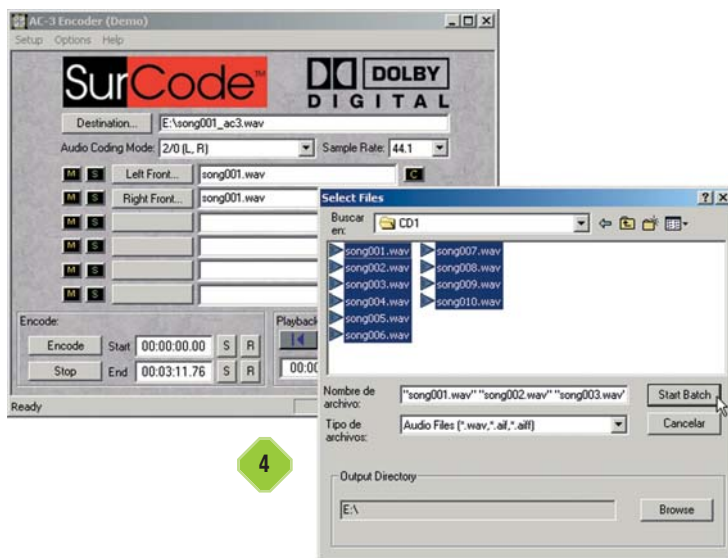 AC-3 Encoder (Demo)
Setup Options Help
SurCode™
DOLBY
DIGITAL
Destination... E:\song001_ac3.wav
Audio Coding Mode: 2/0 (L, R) Sample Rate: 44.1
M S Left Front... song001.wav C
M S Right Front... song001.wav
M S
M S
M S
M S
Encode: Playback
Encode Start 00:00:00.00 S R
Stop End 00:03:11.76 S R 00:00
Ready
Select Files
Buscar en: CD1
song001.wav song007.wav
song002.wav song008.wav
song003.wav song009.wav
song004.wav song010.wav
song005.wav
song006.wav
Nombre de archivo: "song001.wav" "song002.wav" "song003.wav" Start Batch
Tipo de archivos: Audio Files (*.wav,*.aif,*.aiff) Cancelar
Output Directory
E:\ Browse
4